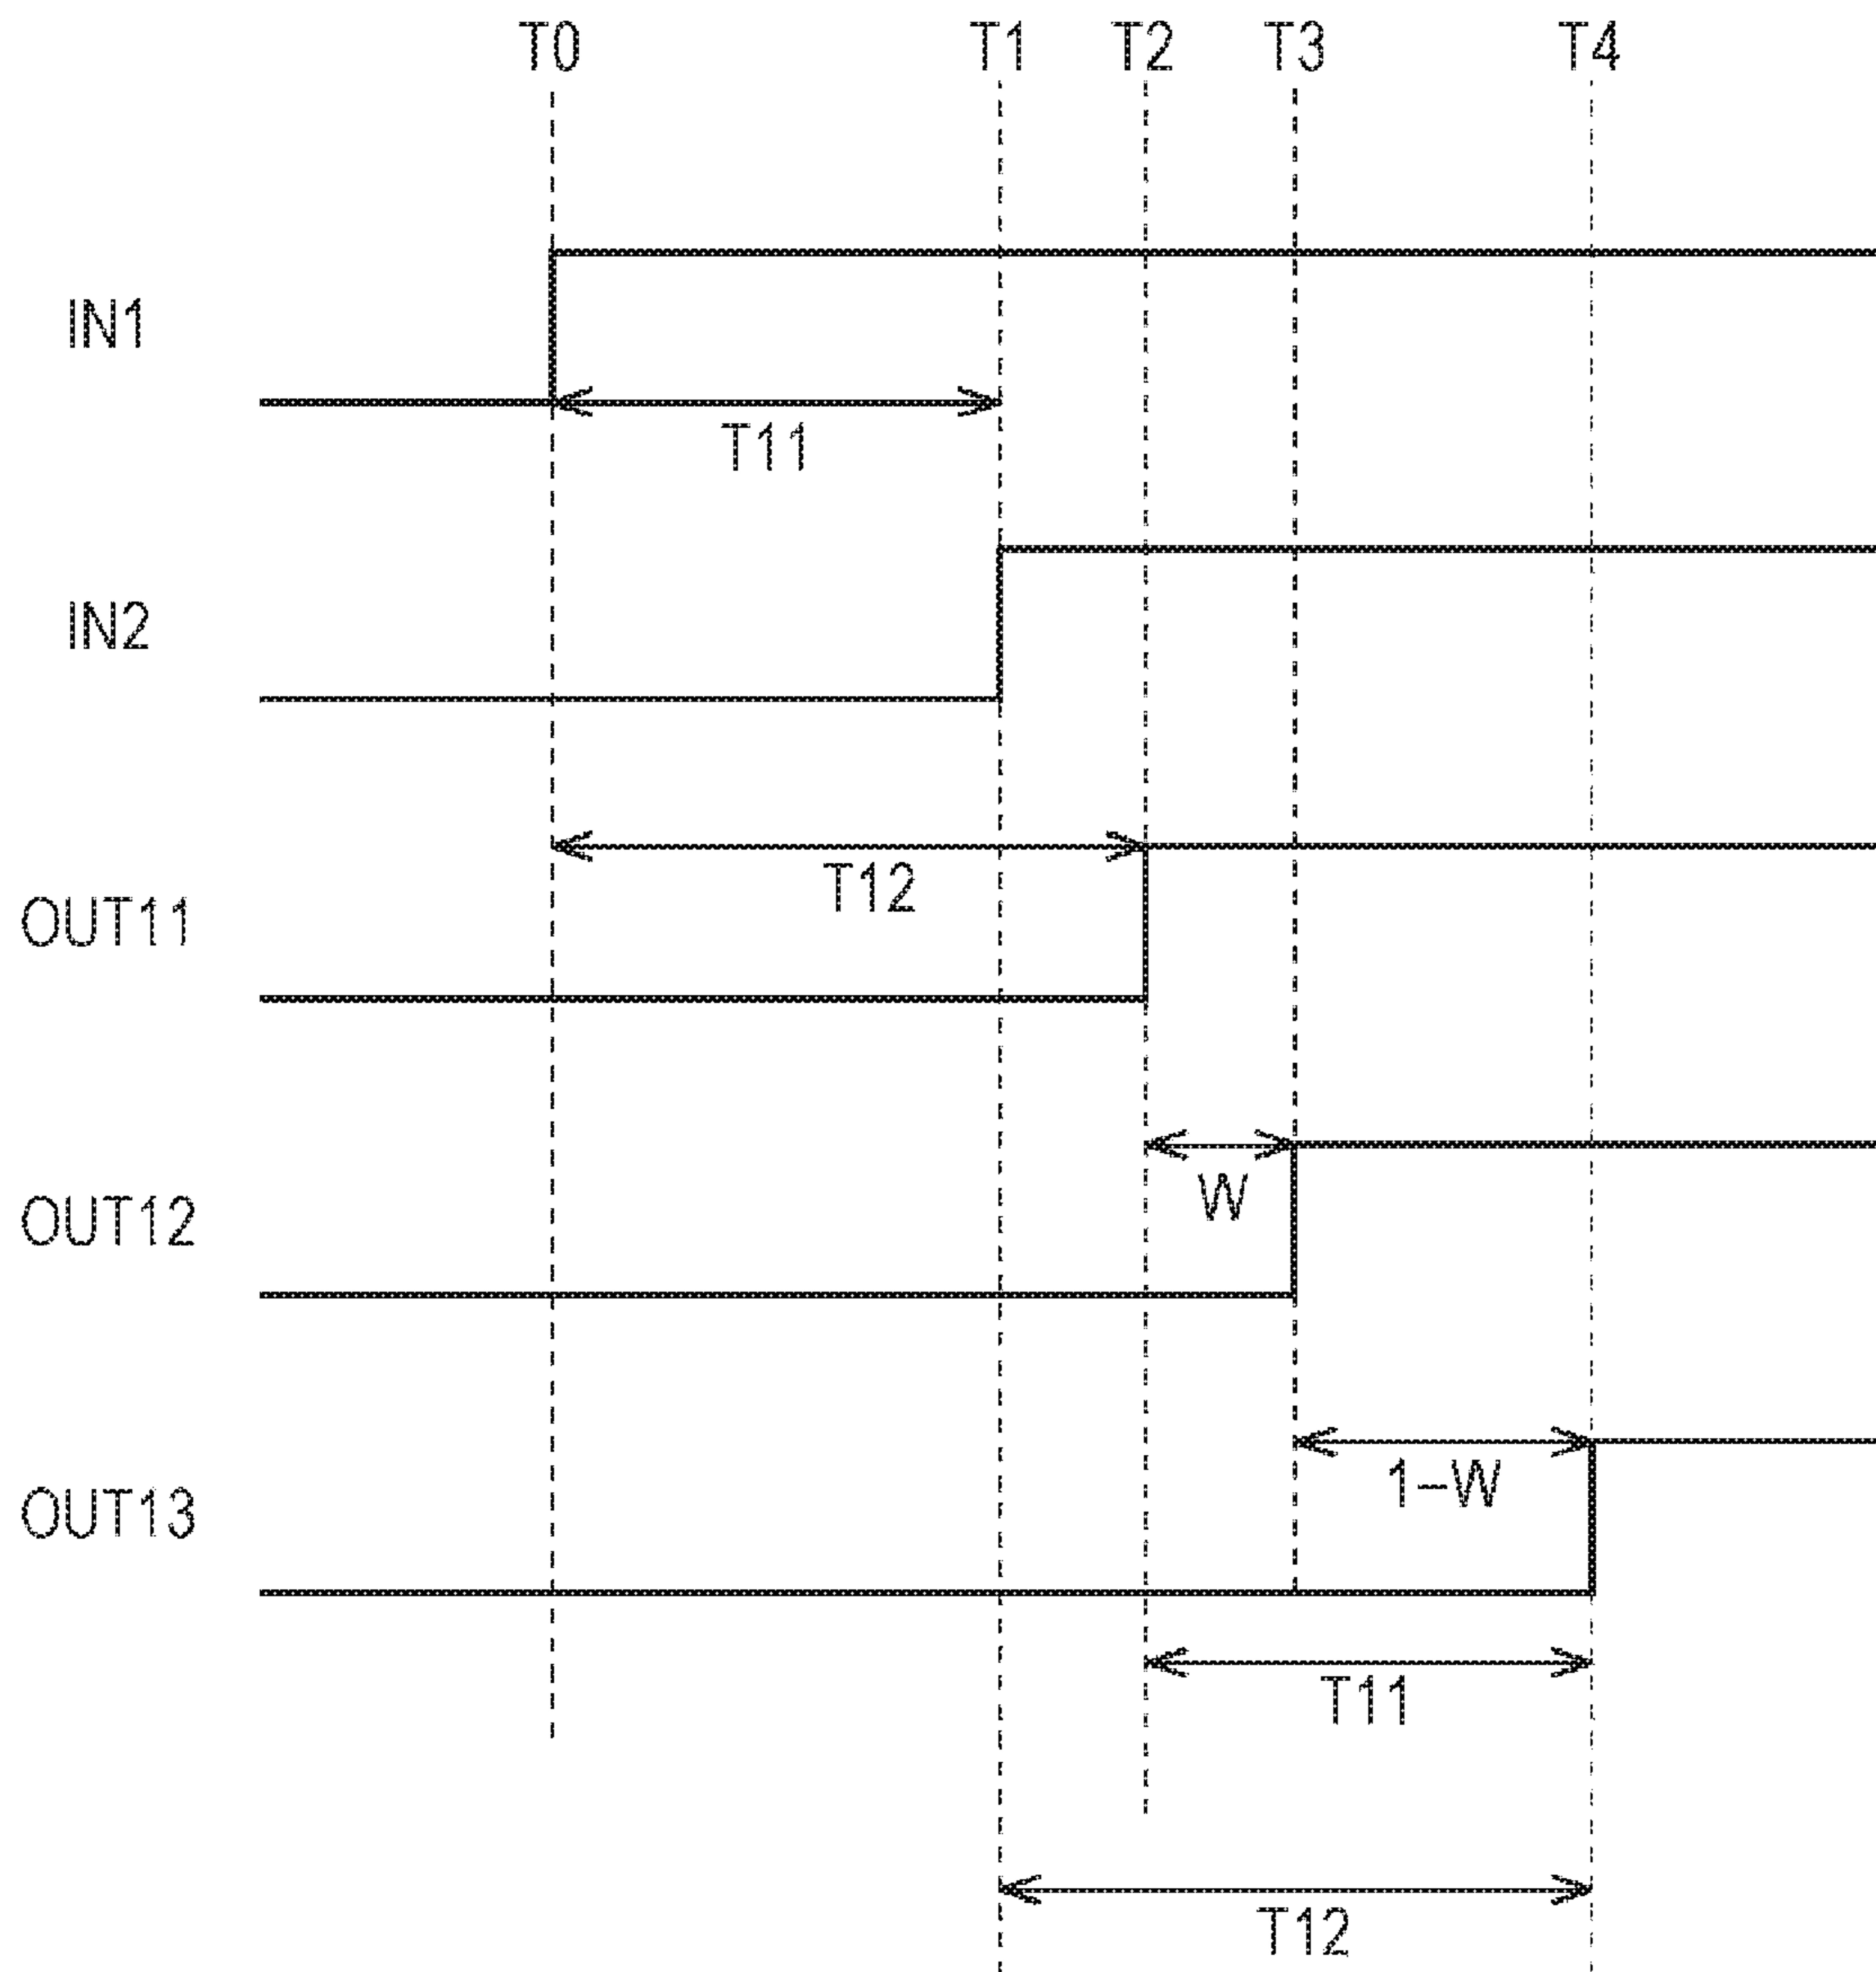 T0 T1 T2 T3 T4
IN1
T11
IN2
T12
OUT11
W
OUT12
1–W
OUT13
T11
T12